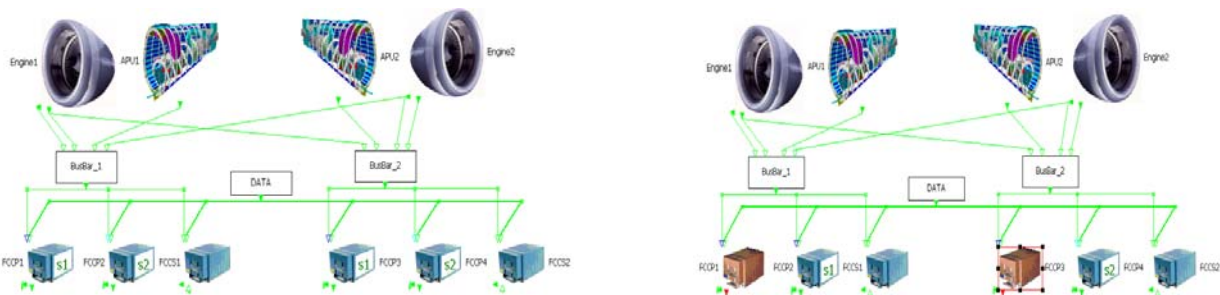 Engine1
APU1
APU2
Engine2
BusBar_1
BusBar_2
DATA
FCCP1
S1
FCCP2
S2
FCCS1
S1
FCCP3
S2
FCCP4
FCCS2
Engine1
APU1
APU2
Engine2
BusBar_1
BusBar_2
DATA
FCCP1
FCCP2
S1
FCCS1
FCCP3
S2
FCCP4
FCCS2